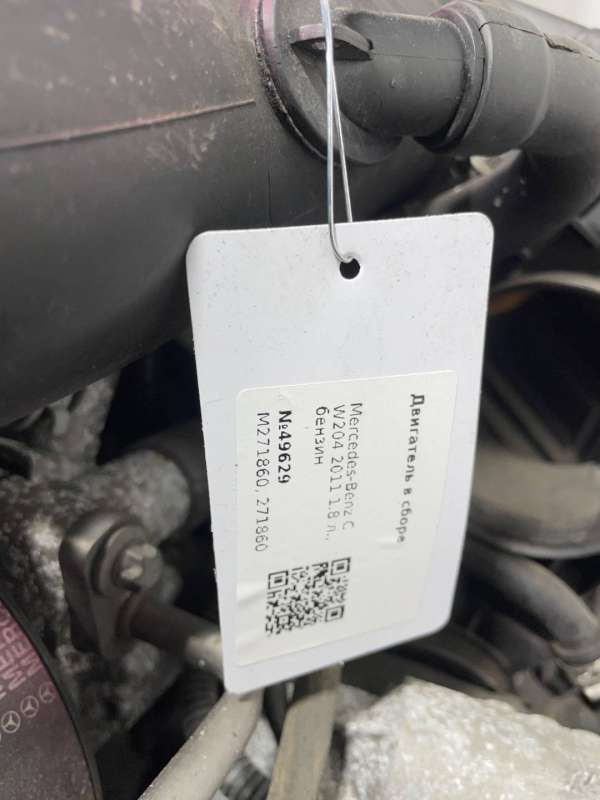 Двигатель в сборе
Mercedes-Benz C
W204 2011 1.8 л.,
бензин
№49629
M271860, 271860